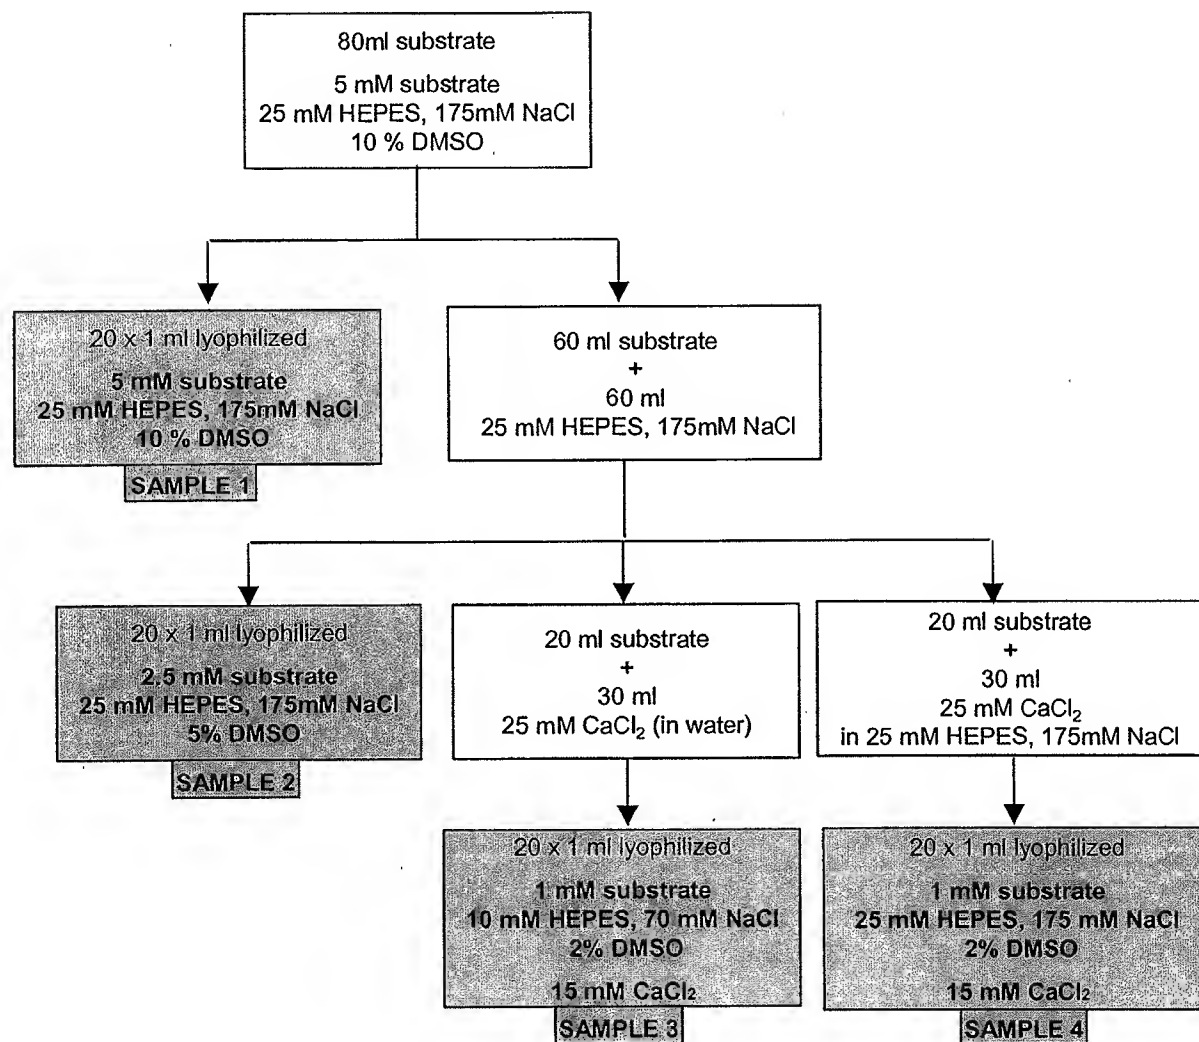 80ml substrate
5 mM substrate
25 mM HEPES, 175mM NaCl
10 % DMSO
20 x 1 ml lyophilized
5 mM substrate
25 mM HEPES, 175mM NaCl
10 % DMSO
SAMPLE 1
60 ml substrate
+
60 ml
25 mM HEPES, 175mM NaCl
20 x 1 ml lyophilized
2.5 mM substrate
25 mM HEPES, 175mM NaCl
5% DMSO
SAMPLE 2
20 ml substrate
+
30 ml
25 mM CaCl₂ (in water)
20 ml substrate
+
30 ml
25 mM CaCl₂
in 25 mM HEPES, 175mM NaCl
20 x 1 ml lyophilized
1 mM substrate
10 mM HEPES, 70 mM NaCl
2% DMSO
15 mM CaCl₂
SAMPLE 3
20 x 1 ml lyophilized
1 mM substrate
25 mM HEPES, 175 mM NaCl
2% DMSO
15 mM CaCl₂
SAMPLE 4